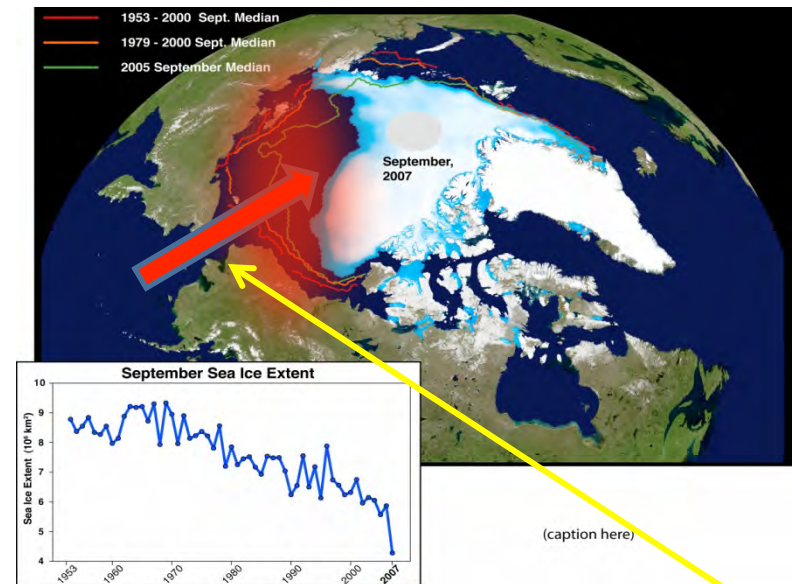 1953 - 2000 Sept. Median
1979 - 2000 Sept. Median
2005 September Median
September,
2007
September Sea Ice Extent
Sea Ice Extent (10⁶ km²)
10
9
8
7
6
5
4
1953
1960
1970
1980
1990
2000
2007
(caption here)